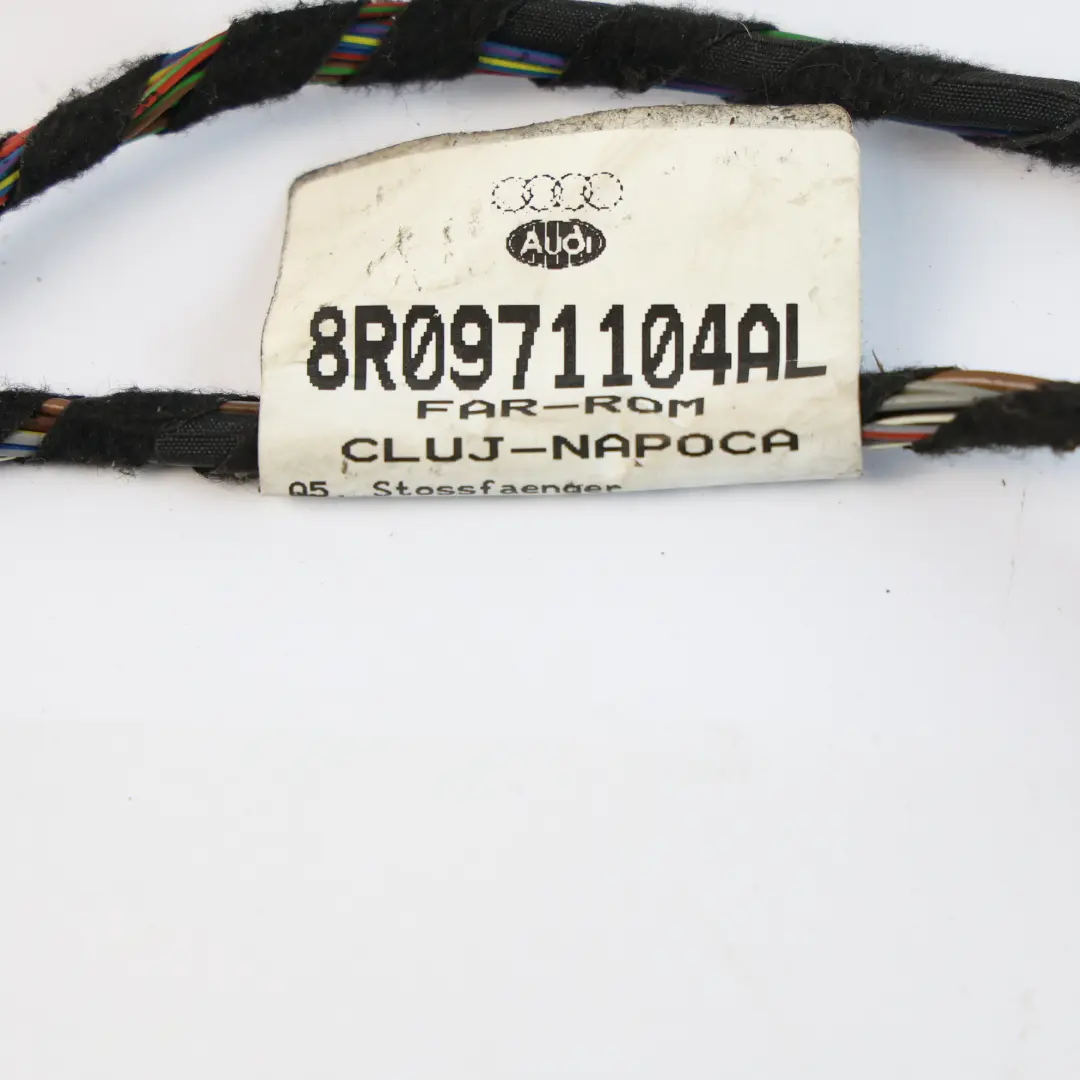 Audi
8R0971104AL
FAR-ROM
CLUJ-NAPOCA
Q5. Stossfaenger